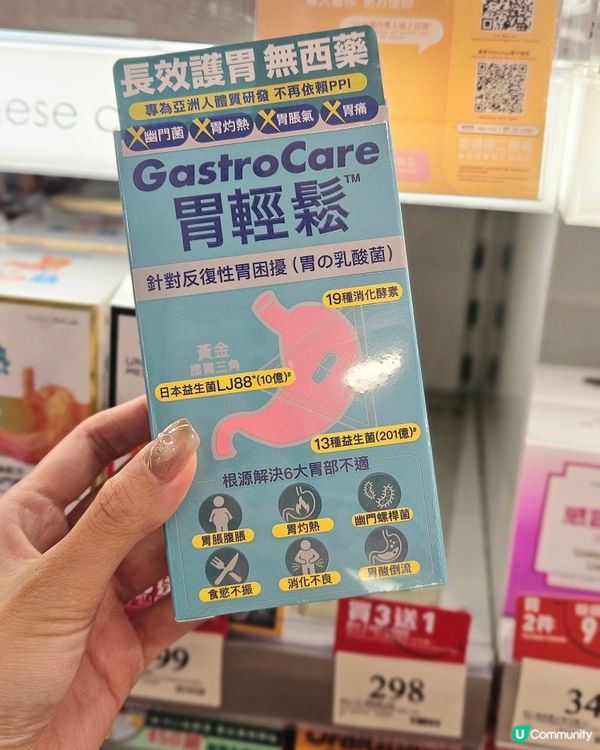 長效護胃 無西藥
專為亞洲人體質研發 不再依賴PPI
幽門菌 胃灼熱 胃脹氣 胃痛
GastroCare
胃輕鬆™
針對反復性胃困擾(胃の乳酸菌)
19種消化酵素
黃金
護胃三角
日本益生菌LJ88*(10億)#
13種益生菌(201億)#
根源解決6大胃部不適
胃脹腹脹
胃灼熱
幽門螺桿菌
食慾不振
消化不良
胃酸倒流
買3送1
298
買
2件
9
99
34
U Community